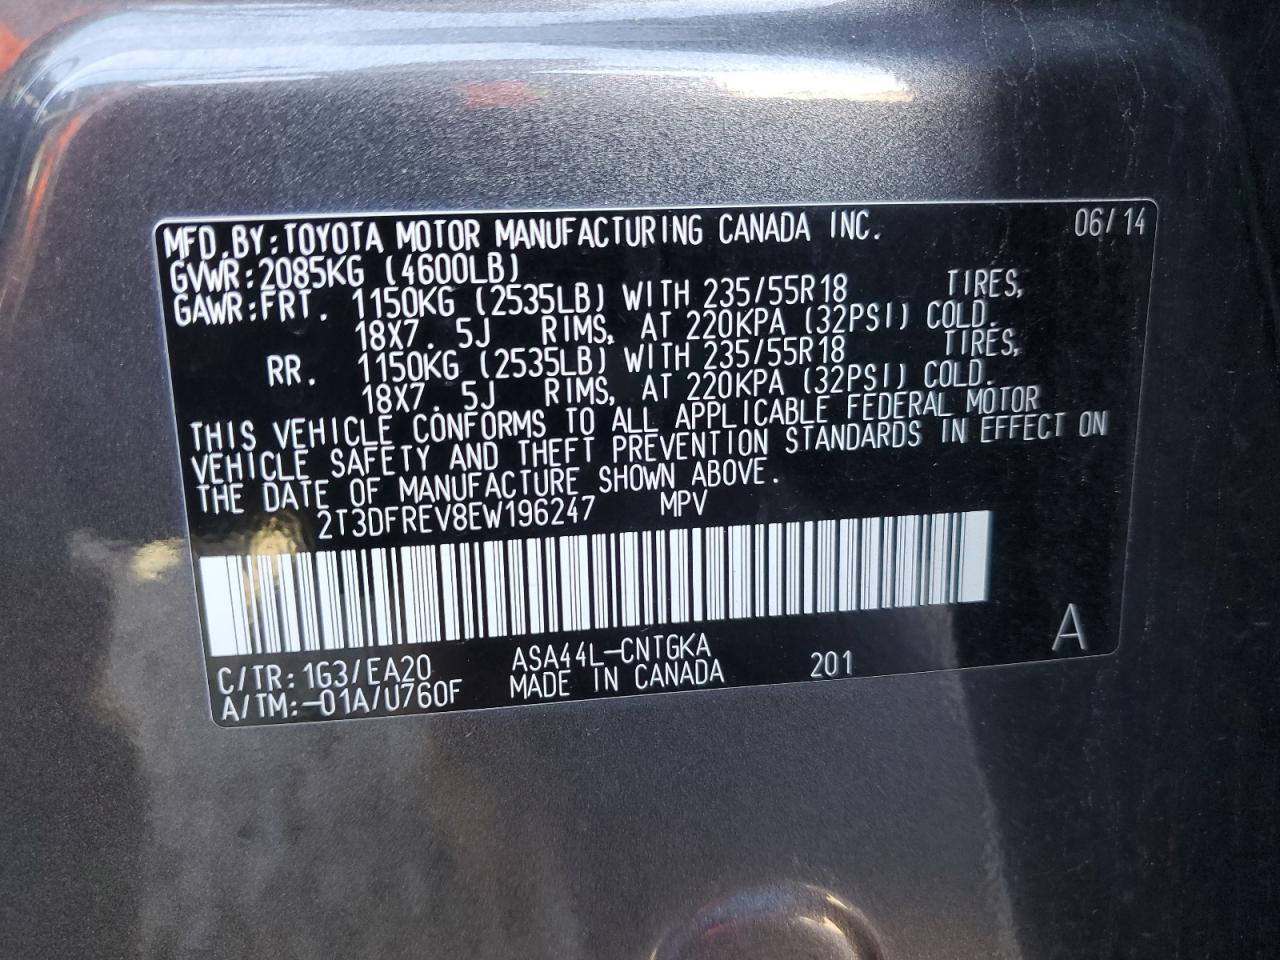 MFD.BY:TOYOTA MOTOR MANUFACTURING CANADA INC. 06/14
GVWR:2085KG (4600LB)
GAWR:FRT. 1150KG (2535LB) WITH 235/55R18 TIRES,
18X7.5J RIMS, AT 220KPA (32PSI) COLD.
RR. 1150KG (2535LB) WITH 235/55R18 TIRES,
18X7.5J RIMS, AT 220KPA (32PSI) COLD.
THIS VEHICLE CONFORMS TO ALL APPLICABLE FEDERAL MOTOR
VEHICLE SAFETY AND THEFT PREVENTION STANDARDS IN EFFECT ON
THE DATE OF MANUFACTURE SHOWN ABOVE.
2T3DFREV8EW196247 MPV
C/TR:1G3/EA20 ASA44L-CNTGKA
A/TM:-01A/U760F MADE IN CANADA 201 A